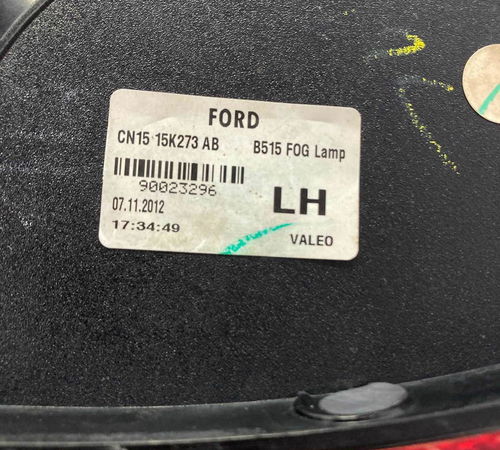 FORD
CN15 15K273 AB B515 FOG Lamp
90023296
07.11.2012 LH
17:34:49 VALEO